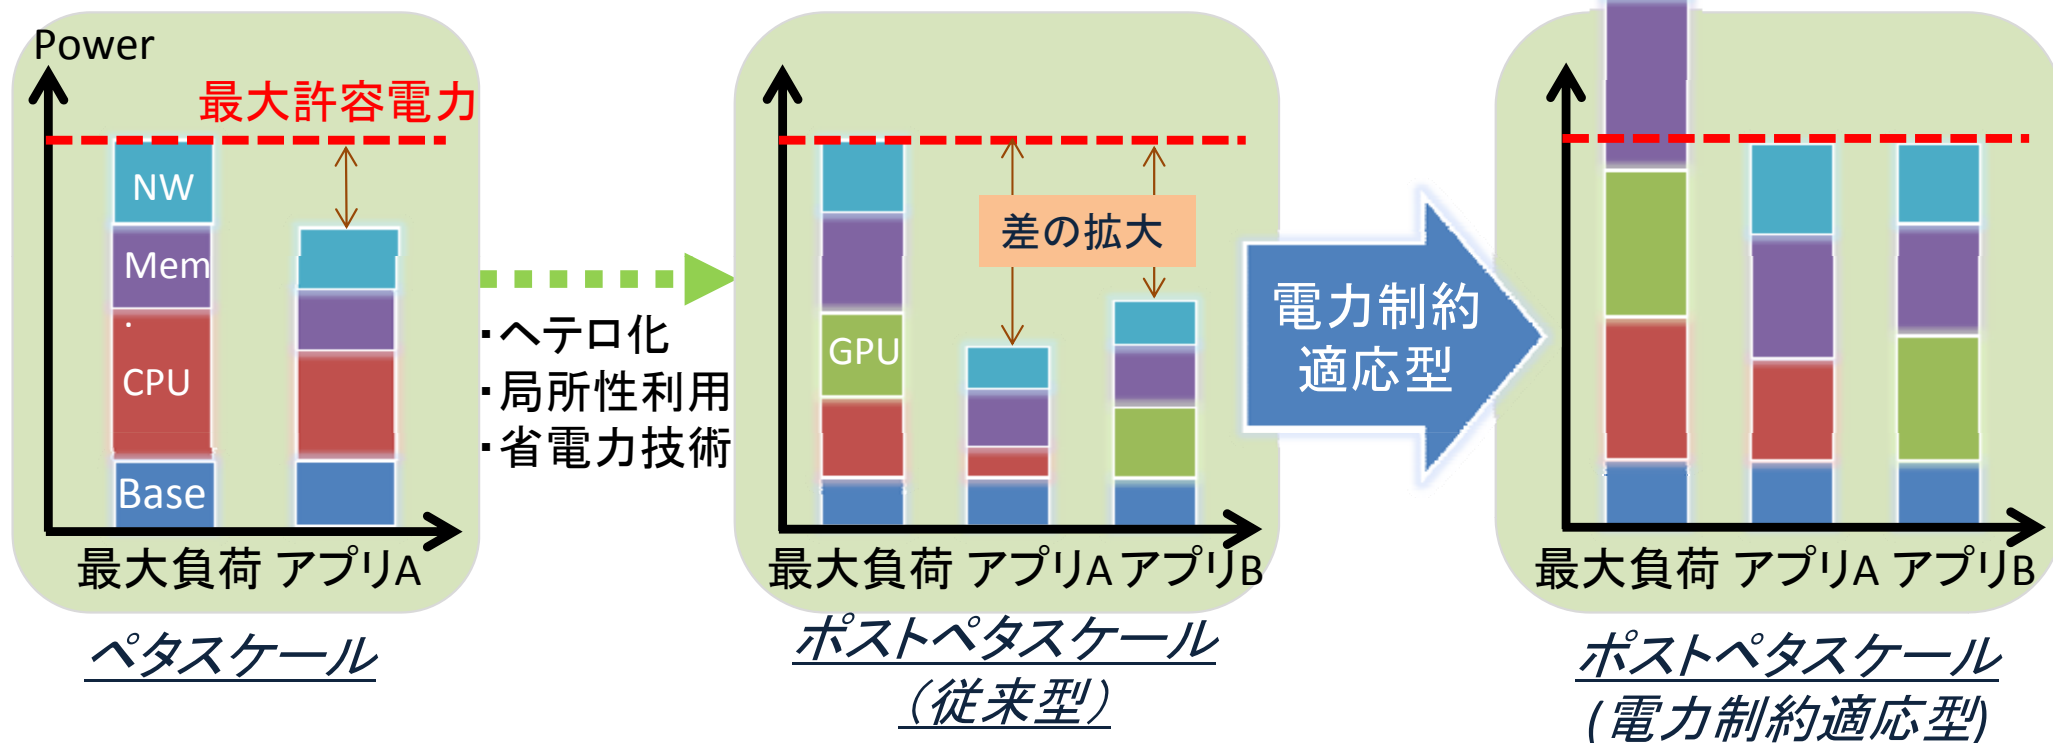 Power
最大許容電力
NW
Mem
.
CPU
Base
最大負荷 アプリA
ペタスケール
・ヘテロ化
・局所性利用
・省電力技術
差の拡大
GPU
最大負荷 アプリA アプリB
ポストペタスケール
（従来型）
電力制約
適応型
最大負荷 アプリA アプリB
ポストペタスケール
(電力制約適応型)